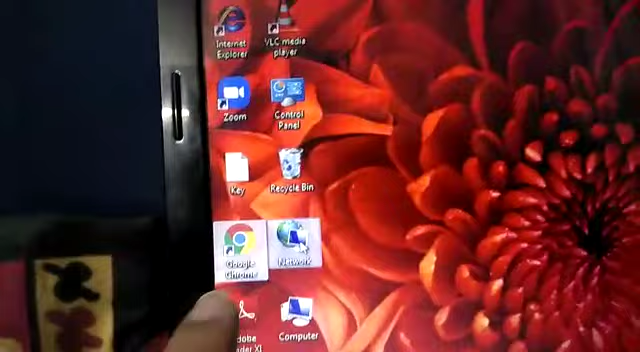 Internet
Explorer
VLC media
player
Zoom
Control
Panel
Key
Recycle Bin
Google
Chrome
Network
Computer